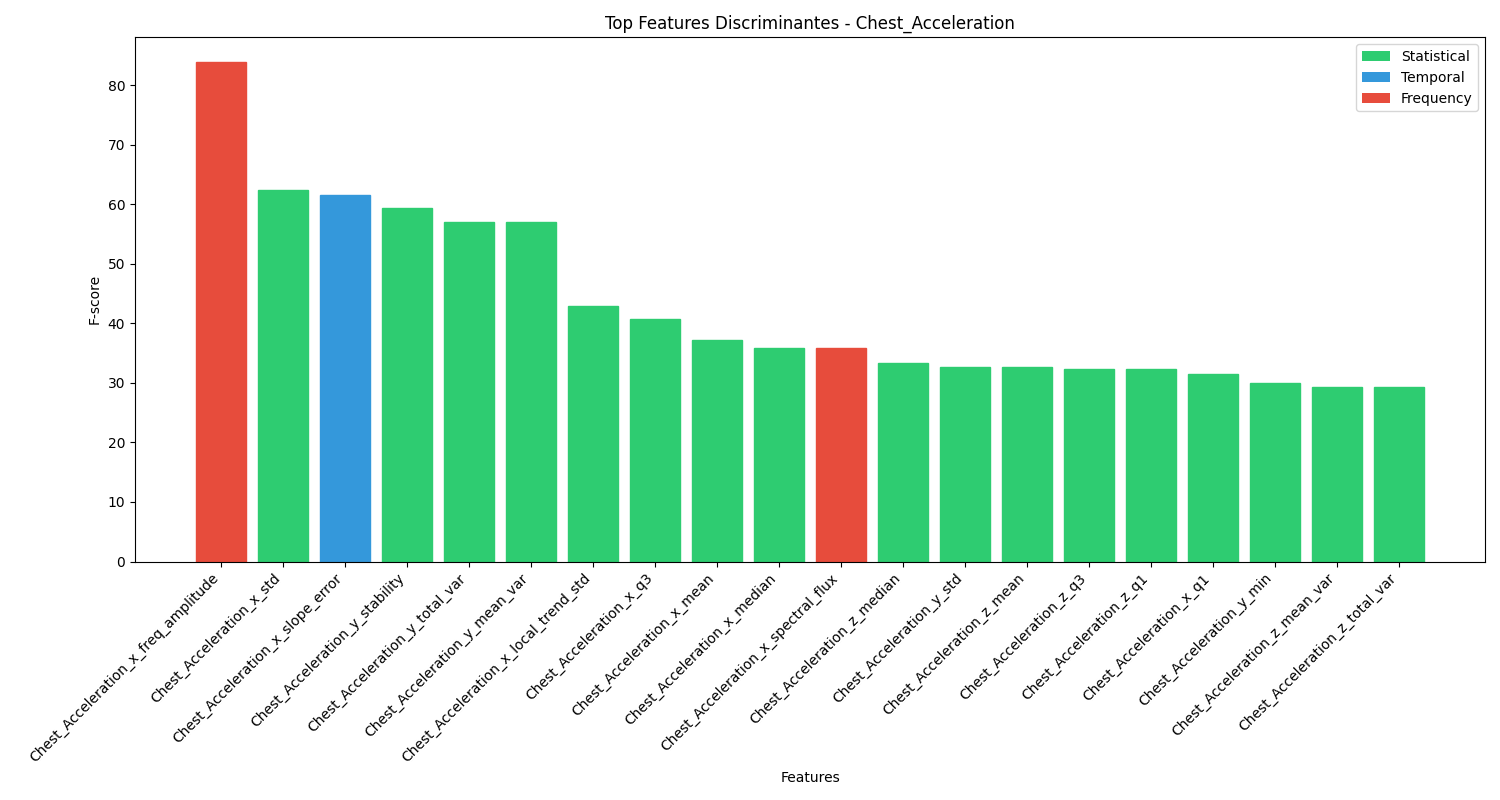 Top Features Discriminantes - Chest_Acceleration
Statistical
Temporal
Frequency
F-score
80
70
60
50
40
30
20
10
0
Chest_Acceleration_x_freq_amplitude
Chest_Acceleration_x_std
Chest_Acceleration_x_slope_error
Chest_Acceleration_y_stability
Chest_Acceleration_y_total_var
Chest_Acceleration_y_mean_var
Chest_Acceleration_x_local_trend_std
Chest_Acceleration_x_q3
Chest_Acceleration_x_mean
Chest_Acceleration_x_median
Chest_Acceleration_x_spectral_flux
Chest_Acceleration_z_median
Chest_Acceleration_y_std
Chest_Acceleration_z_mean
Chest_Acceleration_z_q3
Chest_Acceleration_z_q1
Chest_Acceleration_x_q1
Chest_Acceleration_y_min
Chest_Acceleration_z_mean_var
Chest_Acceleration_z_total_var
Features